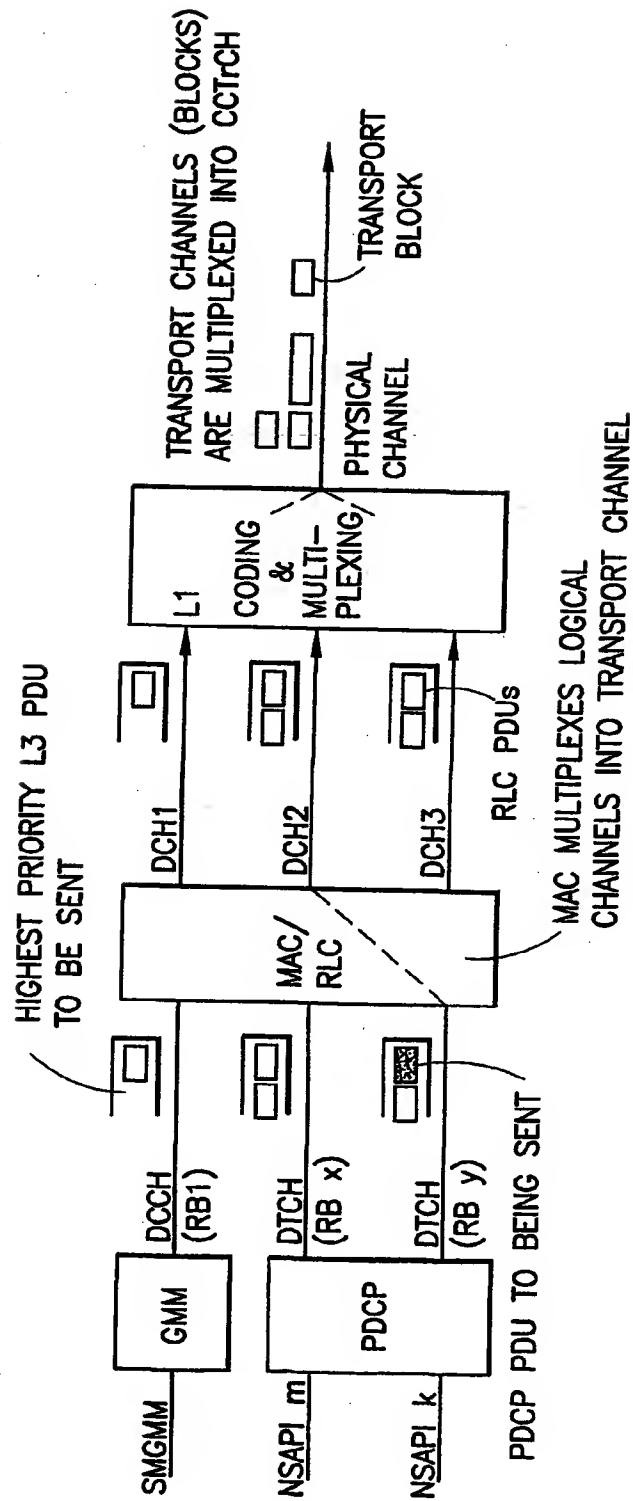 HIGHEST PRIORITY L3 PDU
TO BE SENT
TRANSPORT CHANNELS (BLOCKS)
ARE MULTIPLEXED INTO CCTrCH
SMGMM
GMM
DCCH
(RB1)
MAC/
RLC
DCH1
L1
CODING
&
MULTI-
PLEXING
PHYSICAL
CHANNEL
TRANSPORT
BLOCK
NSAPI m
PDCP
DTCH
(RB x)
DCH2
NSAPI k
DTCH
(RB y)
DCH3
RLC PDUs
PDCP PDU TO BEING SENT
MAC MULTIPLEXES LOGICAL
CHANNELS INTO TRANSPORT CHANNEL